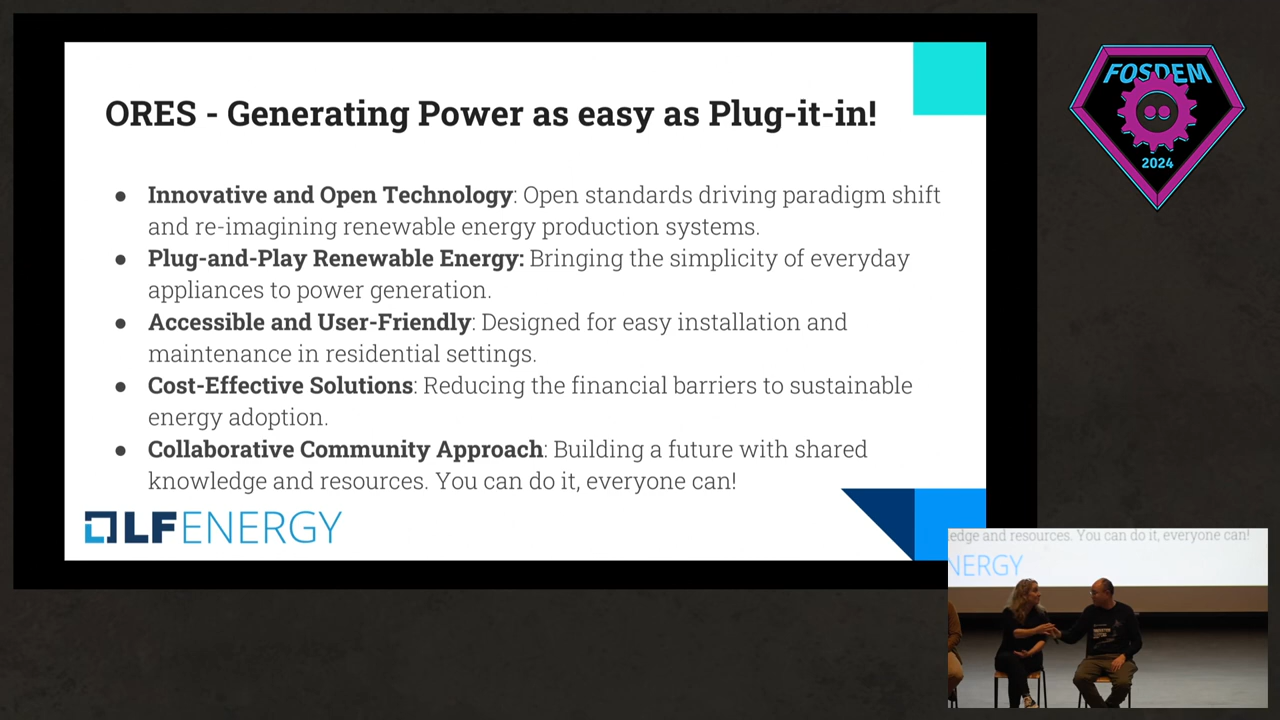 ORES - Generating Power as easy as Plug-it-in!
● Innovative and Open Technology: Open standards driving paradigm shift
and re-imagining renewable energy production systems.
● Plug-and-Play Renewable Energy: Bringing the simplicity of everyday
appliances to power generation.
● Accessible and User-Friendly: Designed for easy installation and
maintenance in residential settings.
● Cost-Effective Solutions: Reducing the financial barriers to sustainable
energy adoption.
● Collaborative Community Approach: Building a future with shared
knowledge and resources. You can do it, everyone can!
LFENERGY
FOSDEM
2024
edge and resources. You can do it, everyone can!
NERGY